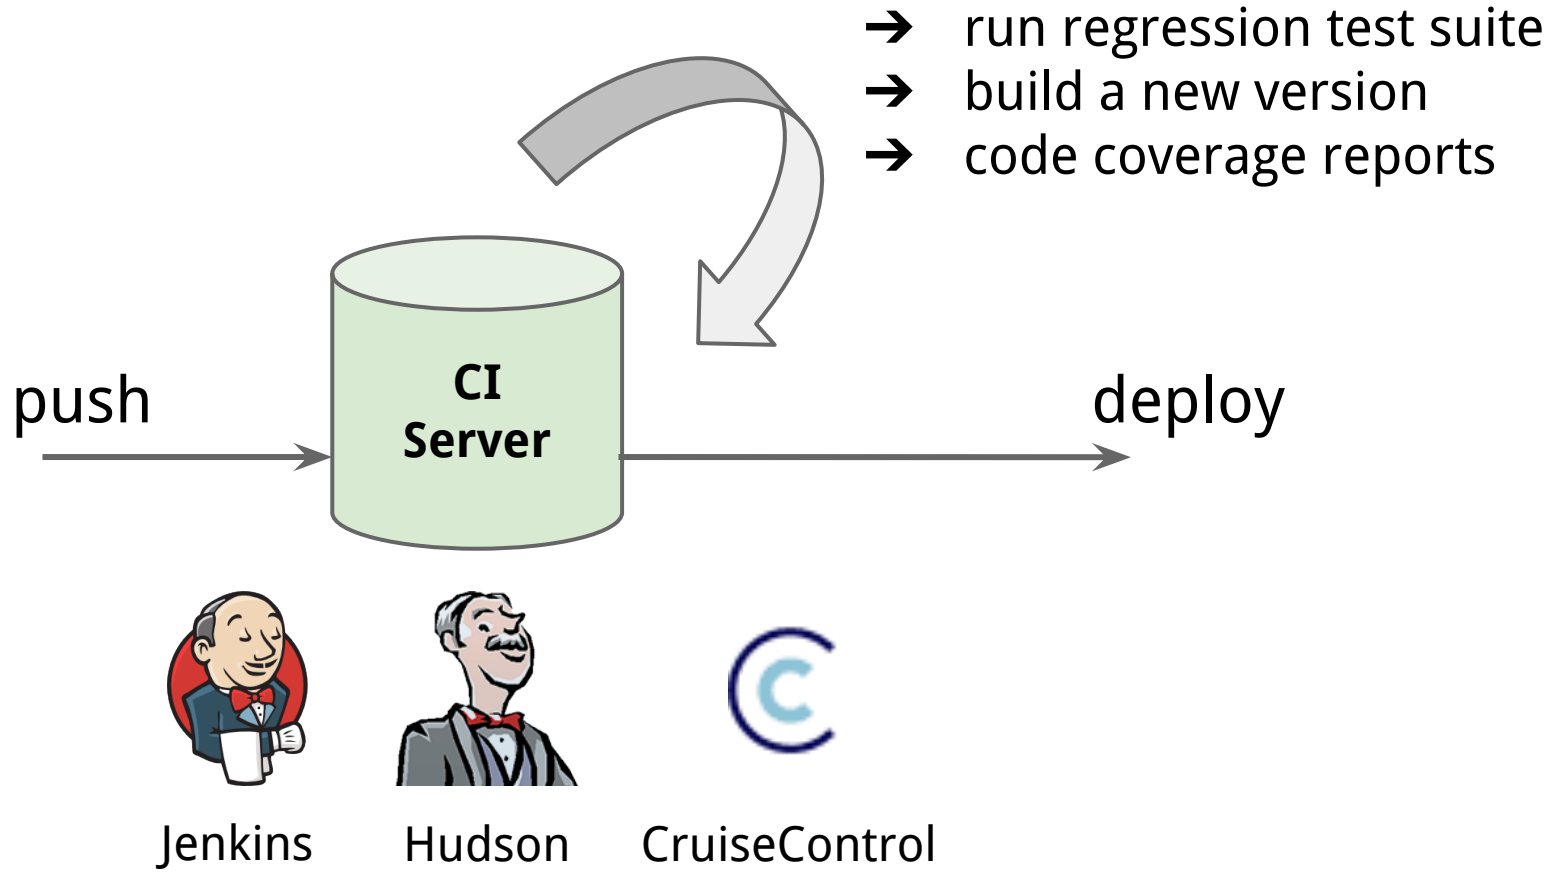 ➔ run regression test suite
➔ build a new version
➔ code coverage reports
push
CI
Server
deploy
Jenkins
Hudson
CruiseControl